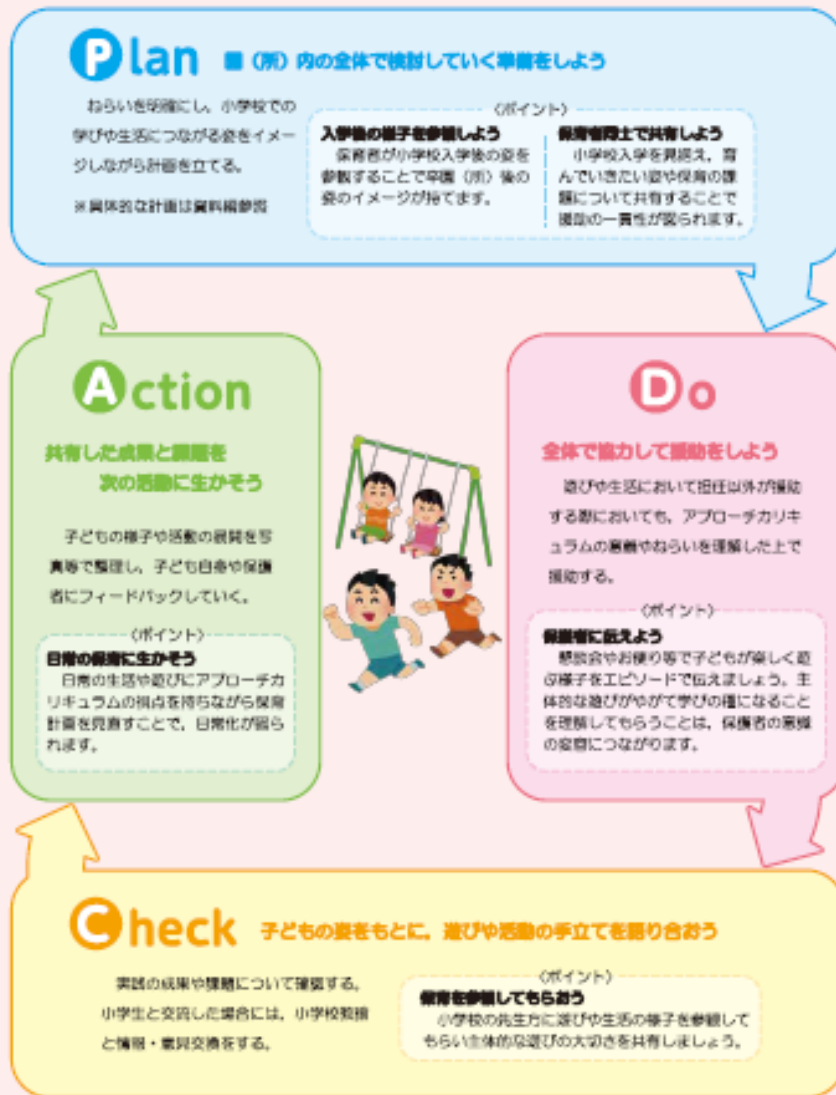 Plan 園（所）内の全体で検討していく準備をしよう
ねらいを明確にし、小学校での
学びや生活につながる姿をイメー
ジしながら計画を立てる。
※具体的な計画は資料編参照
〈ポイント〉
入学後の様子を参観しよう
保育者が小学校入学後の姿を
参観することで卒園（所）後の
姿のイメージが持てます。
保育者同士で共有しよう
小学校入学を見据え、育
んでいきたい姿や保育の課
題について共有することで
援助の一貫性が図られます。
Action
共有した成果と課題を
次の活動に生かそう
子どもの様子や活動の展開を写
真等で整理し、子ども自身や保護
者にフィードバックしていく。
〈ポイント〉
日常の保育に生かそう
日常の生活や遊びにアプローチカ
リキュラムの視点を持ちながら保育
計画を見直すことで、日常化が図ら
れます。
Do
全体で協力して援助をしよう
遊びや生活において担任以外が援助
する際においても、アプローチカリキ
ュラムの意義やねらいを理解した上で
援助する。
〈ポイント〉
保護者に伝えよう
懇談会やお便り等で子どもが楽しく遊
ぶ様子をエピソードで伝えましょう。主
体的な遊びがやがて学びの種になること
を理解してもらうことは、保護者の意識
の変容につながります。
Check 子どもの姿をもとに、遊びや活動の手立てを語り合おう
実践の成果や課題について確認する。
小学生と交流した場合には、小学校教諭
と情報・意見交換をする。
〈ポイント〉
保育を参観してもらおう
小学校の先生方に遊びや生活の様子を参観して
もらい主体的な遊びの大切さを共有しましょう。